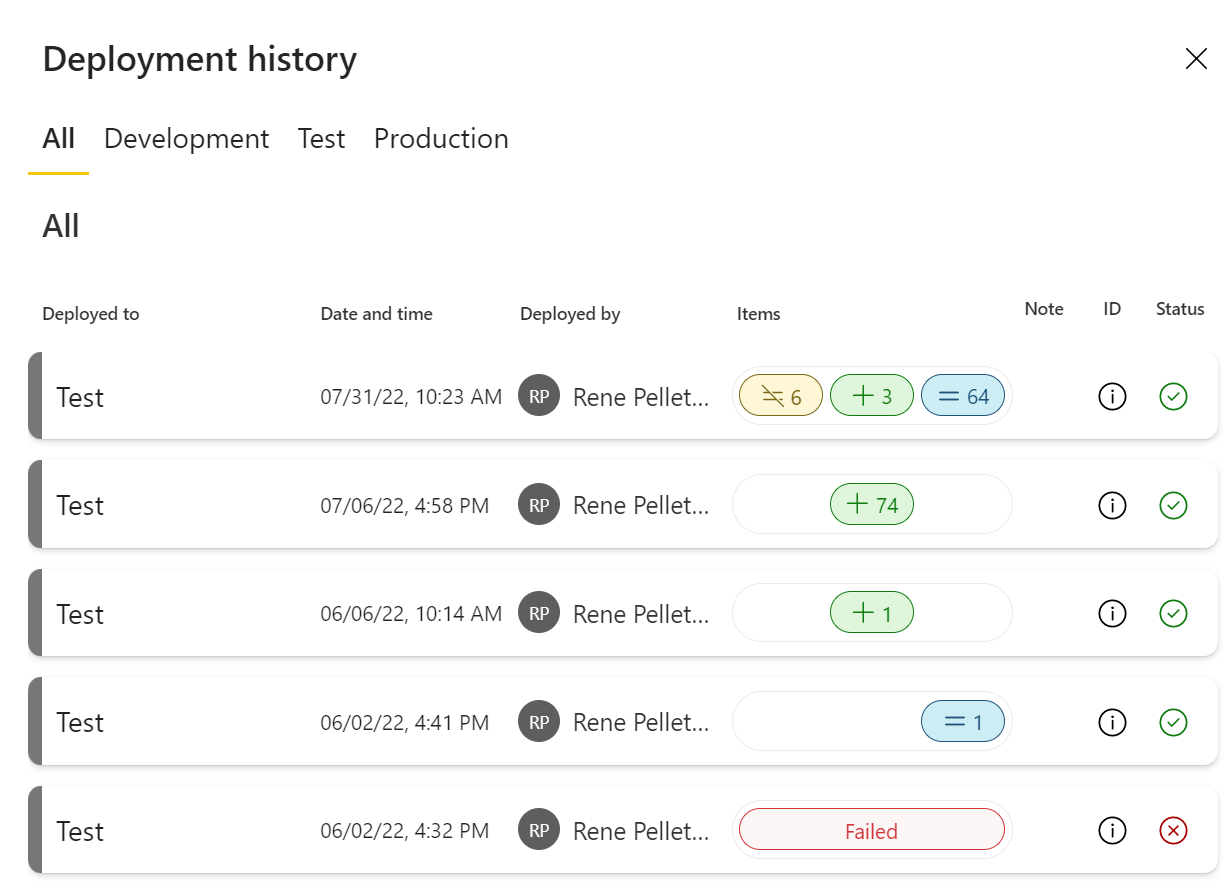 Deployment history
All Development Test Production
All
Deployed to Date and time Deployed by Items Note ID Status
Test 07/31/22, 10:23 AM RP Rene Pellet... 6 + 3 = 64
Test 07/06/22, 4:58 PM RP Rene Pellet... + 74
Test 06/06/22, 10:14 AM RP Rene Pellet... + 1
Test 06/02/22, 4:41 PM RP Rene Pellet... = 1
Test 06/02/22, 4:32 PM RP Rene Pellet... Failed